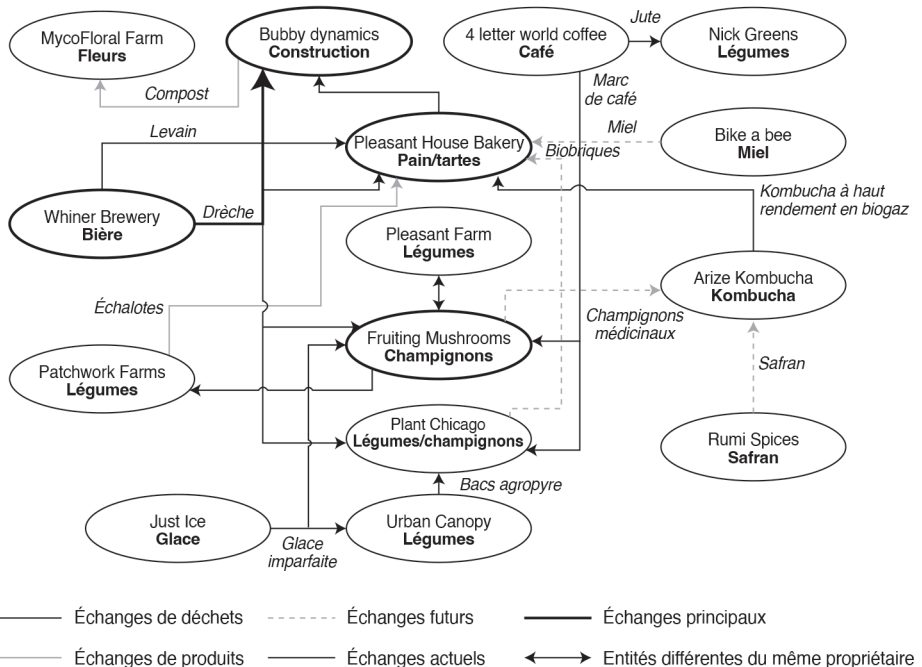 MycoFloral Farm
Fleurs
Bubby dynamics
Construction
4 letter world coffee
Café
Jute
Nick Greens
Légumes
Compost
Marc
de café
Levain
Pleasant House Bakery
Pain/tartes
Miel
Biobriques
Bike a bee
Miel
Whiner Brewery
Bière
Drèche
Kombucha à haut
rendement en biogaz
Pleasant Farm
Légumes
Arize Kombucha
Kombucha
Échalotes
Champignons
médicinaux
Fruiting Mushrooms
Champignons
Patchwork Farms
Légumes
Safran
Plant Chicago
Légumes/champignons
Rumi Spices
Safran
Bacs agropyre
Just Ice
Glace
Glace
imparfaite
Urban Canopy
Légumes
Échanges de déchets
Échanges futurs
Échanges principaux
Échanges de produits
Échanges actuels
Entités différentes du même propriétaire